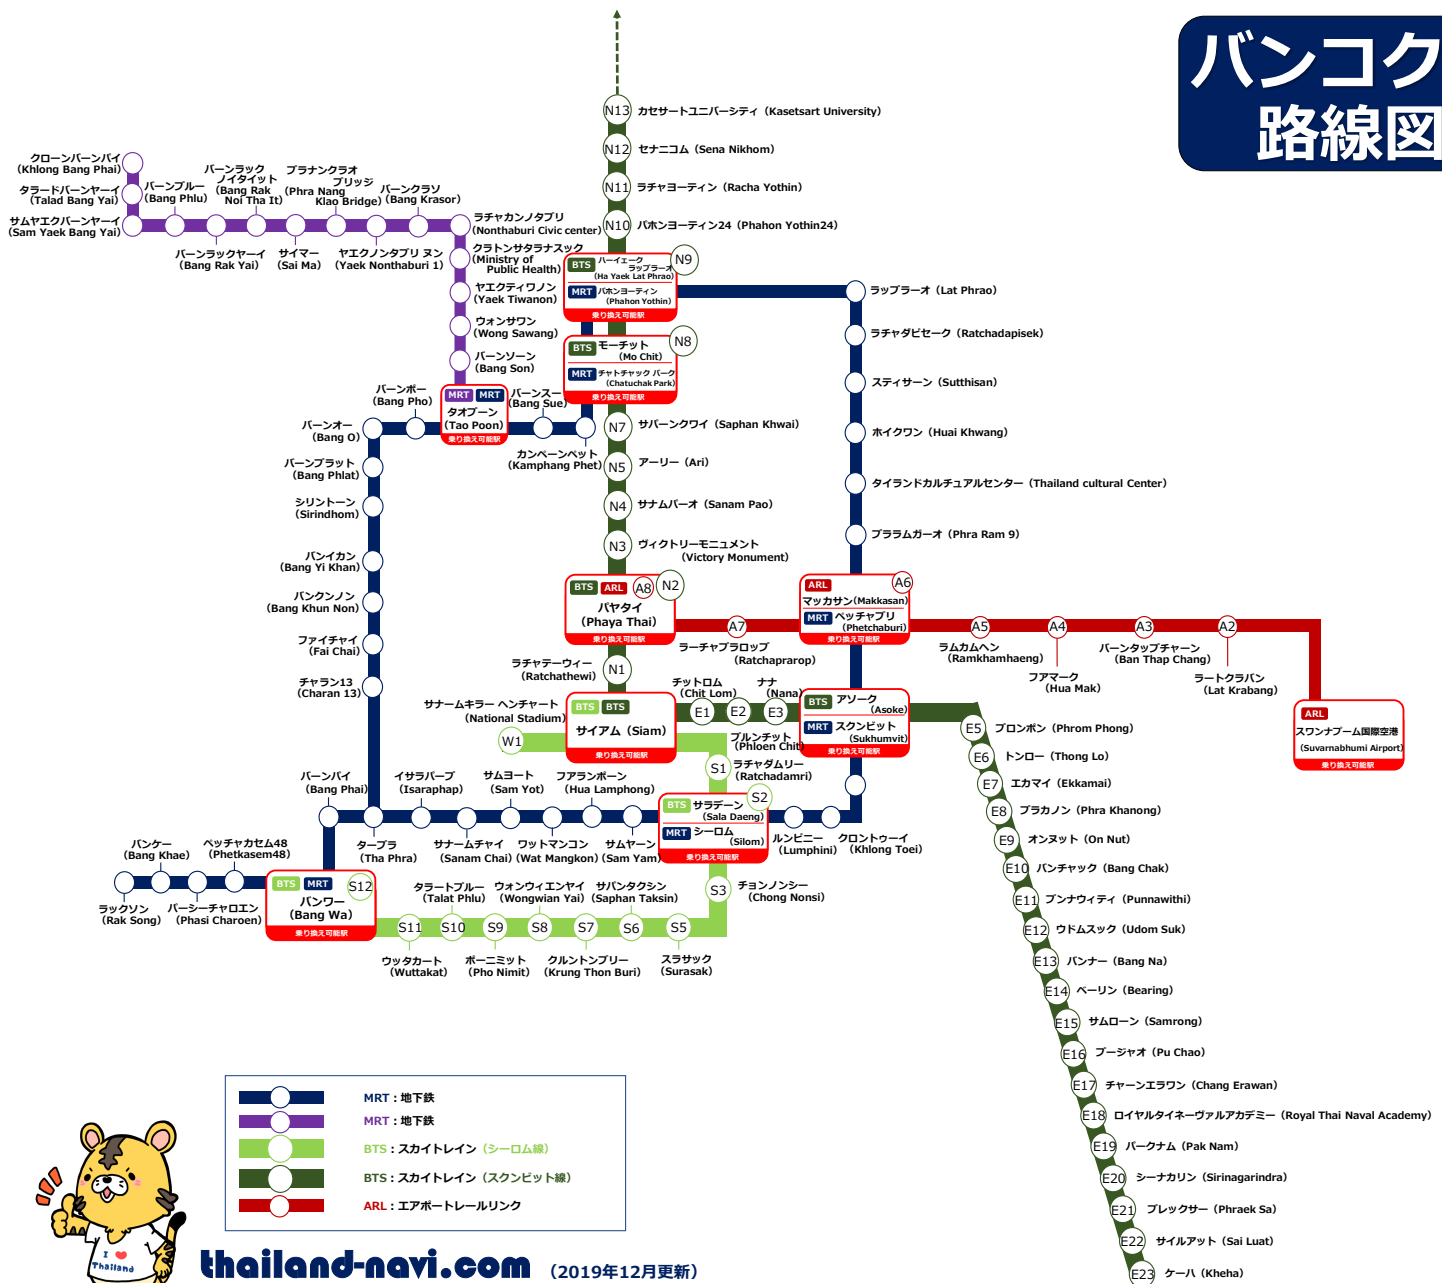 バンコク
路線図
N13 カセサートユニバーシティ（Kasetsart University)
N12 セナニコム（Sena Nikhom)
N11 ラチャヨーティン（Racha Yothin)
N10 パホンヨーティン24（Phahon Yothin24)
クローンバーンパイ
(Khlong Bang Phai)
タラードバーンヤーイ
(Talad Bang Yai)
サムヤエクバーンヤーイ
(Sam Yaek Bang Yai)
バーンプルー
(Bang Phlu)
バーンラックヤーイ
(Bang Rak Yai)
バーンラック
ノイタイット
(Bang Rak
Noi Tha It)
サイマー
(Sai Ma)
プラナンクラオ
ブリッジ
(Phra Nang
Klao Bridge)
ヤエクノンタブリ ヌン
(Yaek Nonthaburi 1)
バーンクラソ
(Bang Krasor)
ラチャカンノタブリ
(Nonthaburi Civic center)
クラトンサタラナスック
(Ministry of
Public Health)
ヤエクティワノン
(Yaek Tiwanon)
ウォンサワン
(Wong Sawang)
バーンソーン
(Bang Son)
MRT MRT
タオプーン
(Tao Poon)
乗り換え可能駅
BTS ハーイェーク
ラップラーオ
(Ha Yaek Lat Phrao)
N9
MRT パホンヨーティン
(Phahon Yothin)
乗り換え可能駅
BTS モーチット
(Mo Chit)
N8
MRT チャトチャック パーク
(Chatuchak Park)
乗り換え可能駅
ラップラーオ（Lat Phrao)
ラチャダピセーク（Ratchadapisek)
スティサーン（Sutthisan)
ホイクワン（Huai Khwang)
タイランドカルチュアルセンター（Thailand cultural Center)
プララムガーオ（Phra Ram 9)
バーンポー
(Bang Pho)
バーンスー
(Bang Sue)
カンペーンペット
(Kamphang Phet)
バーンオー
(Bang O)
バーンプラット
(Bang Phlat)
シリントーン
(Sirindhom)
バンイカン
(Bang Yi Khan)
バンクンノン
(Bang Khun Non)
ファイチャイ
(Fai Chai)
チャラン13
(Charan 13)
N7 サパーンクワイ（Saphan Khwai)
N5 アーリー（Ari)
N4 サナムパーオ（Sanam Pao)
N3 ヴィクトリーモニュメント
(Victory Monument)
BTS ARL A8 N2
パヤタイ
(Phaya Thai)
乗り換え可能駅
A7
ラーチャプラロップ
(Ratchaprarop)
ARL A6
マッカサン(Makkasan)
MRT ペッチャブリ
(Phetchaburi)
乗り換え可能駅
A5
ラムカムヘン
(Ramkhamhaeng)
A4
フアマーク
(Hua Mak)
A3
バーンタップチャーン
(Ban Thap Chang)
A2
ラートクラバン
(Lat Krabang)
ARL
スワンナプーム国際空港
(Suvarnabhumi Airport)
乗り換え可能駅
N1
ラチャテーウィー
(Ratchathewi)
サナームキラー ヘンチャート
(National Stadium)
W1
BTS BTS
サイアム（Siam)
乗り換え可能駅
チットロム
(Chit Lom)
E1
E2
プルンチット
(Phloen Chit)
ナナ
(Nana)
E3
BTS アソーク
(Asoke)
MRT スクンビット
(Sukhumvit)
乗り換え可能駅
S1
ラチャダムリー
(Ratchadamri)
BTS サラデーン
(Sala Daeng)
S2
MRT シーロム
(Silom)
乗り換え可能駅
ルンピニー
(Lumphini)
クロントゥーイ
(Khlong Toei)
バーンパイ
(Bang Phai)
タープラ
(Tha Phra)
イサラパープ
(Isaraphap)
サナームチャイ
(Sanam Chai)
サムヨート
(Sam Yot)
ワットマンコン
(Wat Mangkon)
フアランポーン
(Hua Lamphong)
サムヤーン
(Sam Yam)
バンケー
(Bang Khae)
ペッチャカセム48
(Phetkasem48)
ラックソン
(Rak Song)
パーシーチャロエン
(Phasi Charoen)
BTS MRT S12
バンワー
(Bang Wa)
乗り換え可能駅
S11
ウッタカート
(Wuttakat)
タラートプルー
(Talat Phlu)
S10
S9
ポーニミット
(Pho Nimit)
ウォンウィエンヤイ
(Wongwian Yai)
S8
S7
クルントンブリー
(Krung Thon Buri)
サパンタクシン
(Saphan Taksin)
S6
S5
スラサック
(Surasak)
S3
チョンノンシー
(Chong Nonsi)
E5 プロンポン（Phrom Phong)
E6 トンロー（Thong Lo)
E7 エカマイ（Ekkamai)
E8 プラカノン（Phra Khanong)
E9 オンヌット（On Nut)
E10 バンチャック（Bang Chak)
E11 プンナウィティ（Punnawithi)
E12 ウドムスック（Udom Suk)
E13 バンナー（Bang Na)
E14 ベーリン（Bearing)
E15 サムローン（Samrong)
E16 プージャオ（Pu Chao)
E17 チャーンエラワン（Chang Erawan)
E18 ロイヤルタイネーヴァルアカデミー（Royal Thai Naval Academy)
E19 パークナム（Pak Nam)
E20 シーナカリン（Sirinagarindra)
E21 プレックサー（Phraek Sa)
E22 サイルアット（Sai Luat)
E23 ケーハ（Kheha)
MRT：地下鉄
MRT：地下鉄
BTS：スカイトレイン（シーロム線）
BTS：スカイトレイン（スクンビット線）
ARL：エアポートレールリンク
I ❤
Thailand
thailand-navi.com （2019年12月更新）